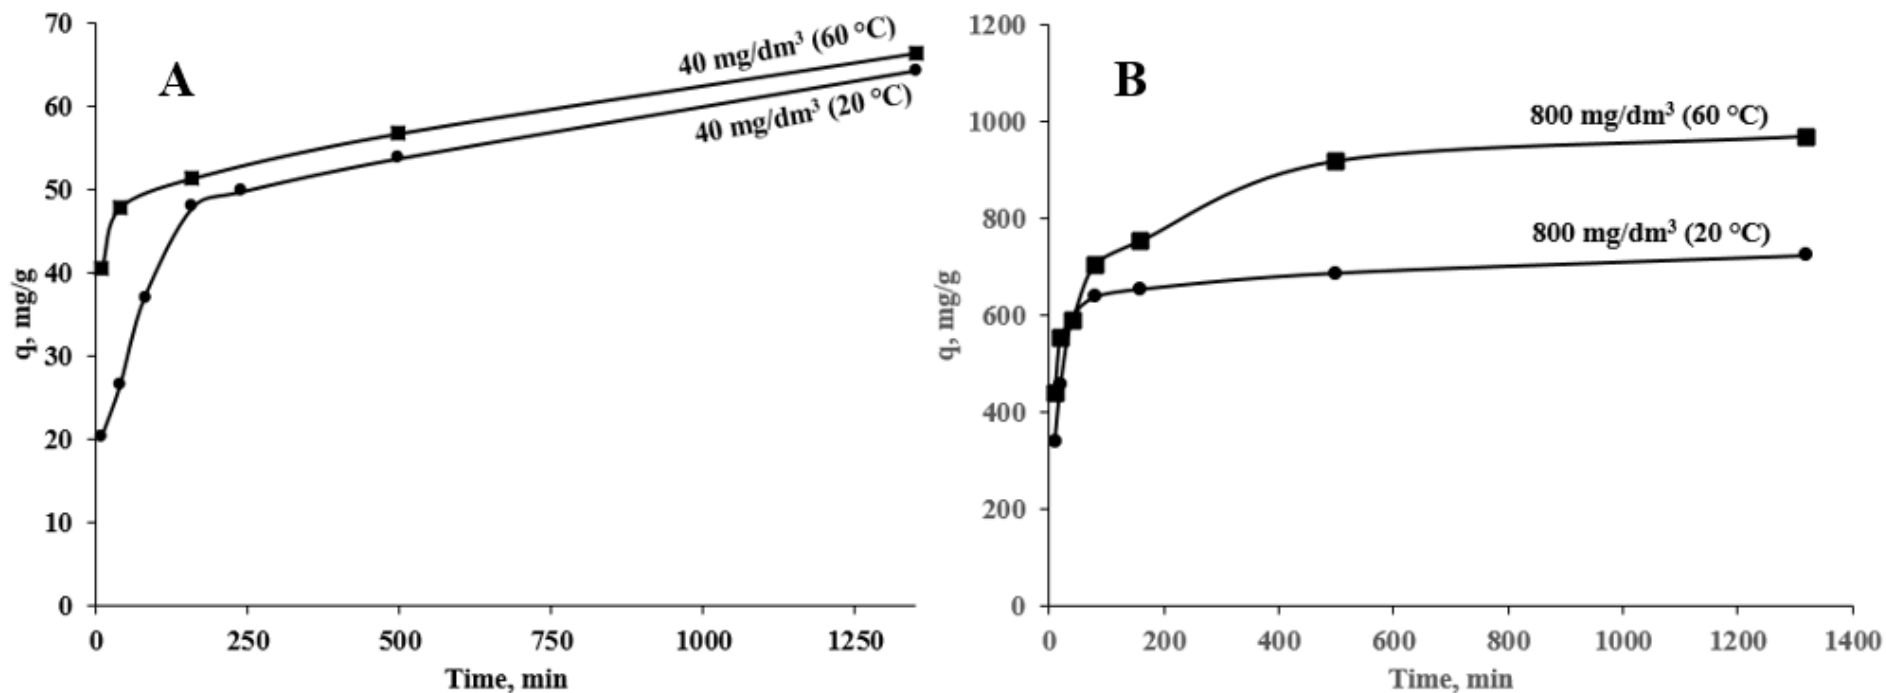 A
70
60
50
40
30
20
10
0
q, mg/g
40 mg/dm³ (60 °C)
40 mg/dm³ (20 °C)
0 250 500 750 1000 1250
Time, min
B
1200
1000
800
600
400
200
0
q, mg/g
800 mg/dm³ (60 °C)
800 mg/dm³ (20 °C)
0 200 400 600 800 1000 1200 1400
Time, min